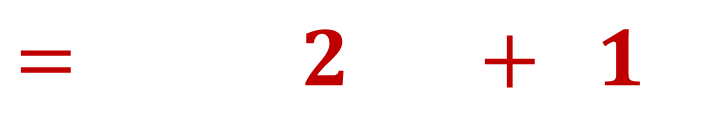 = 2 + 1